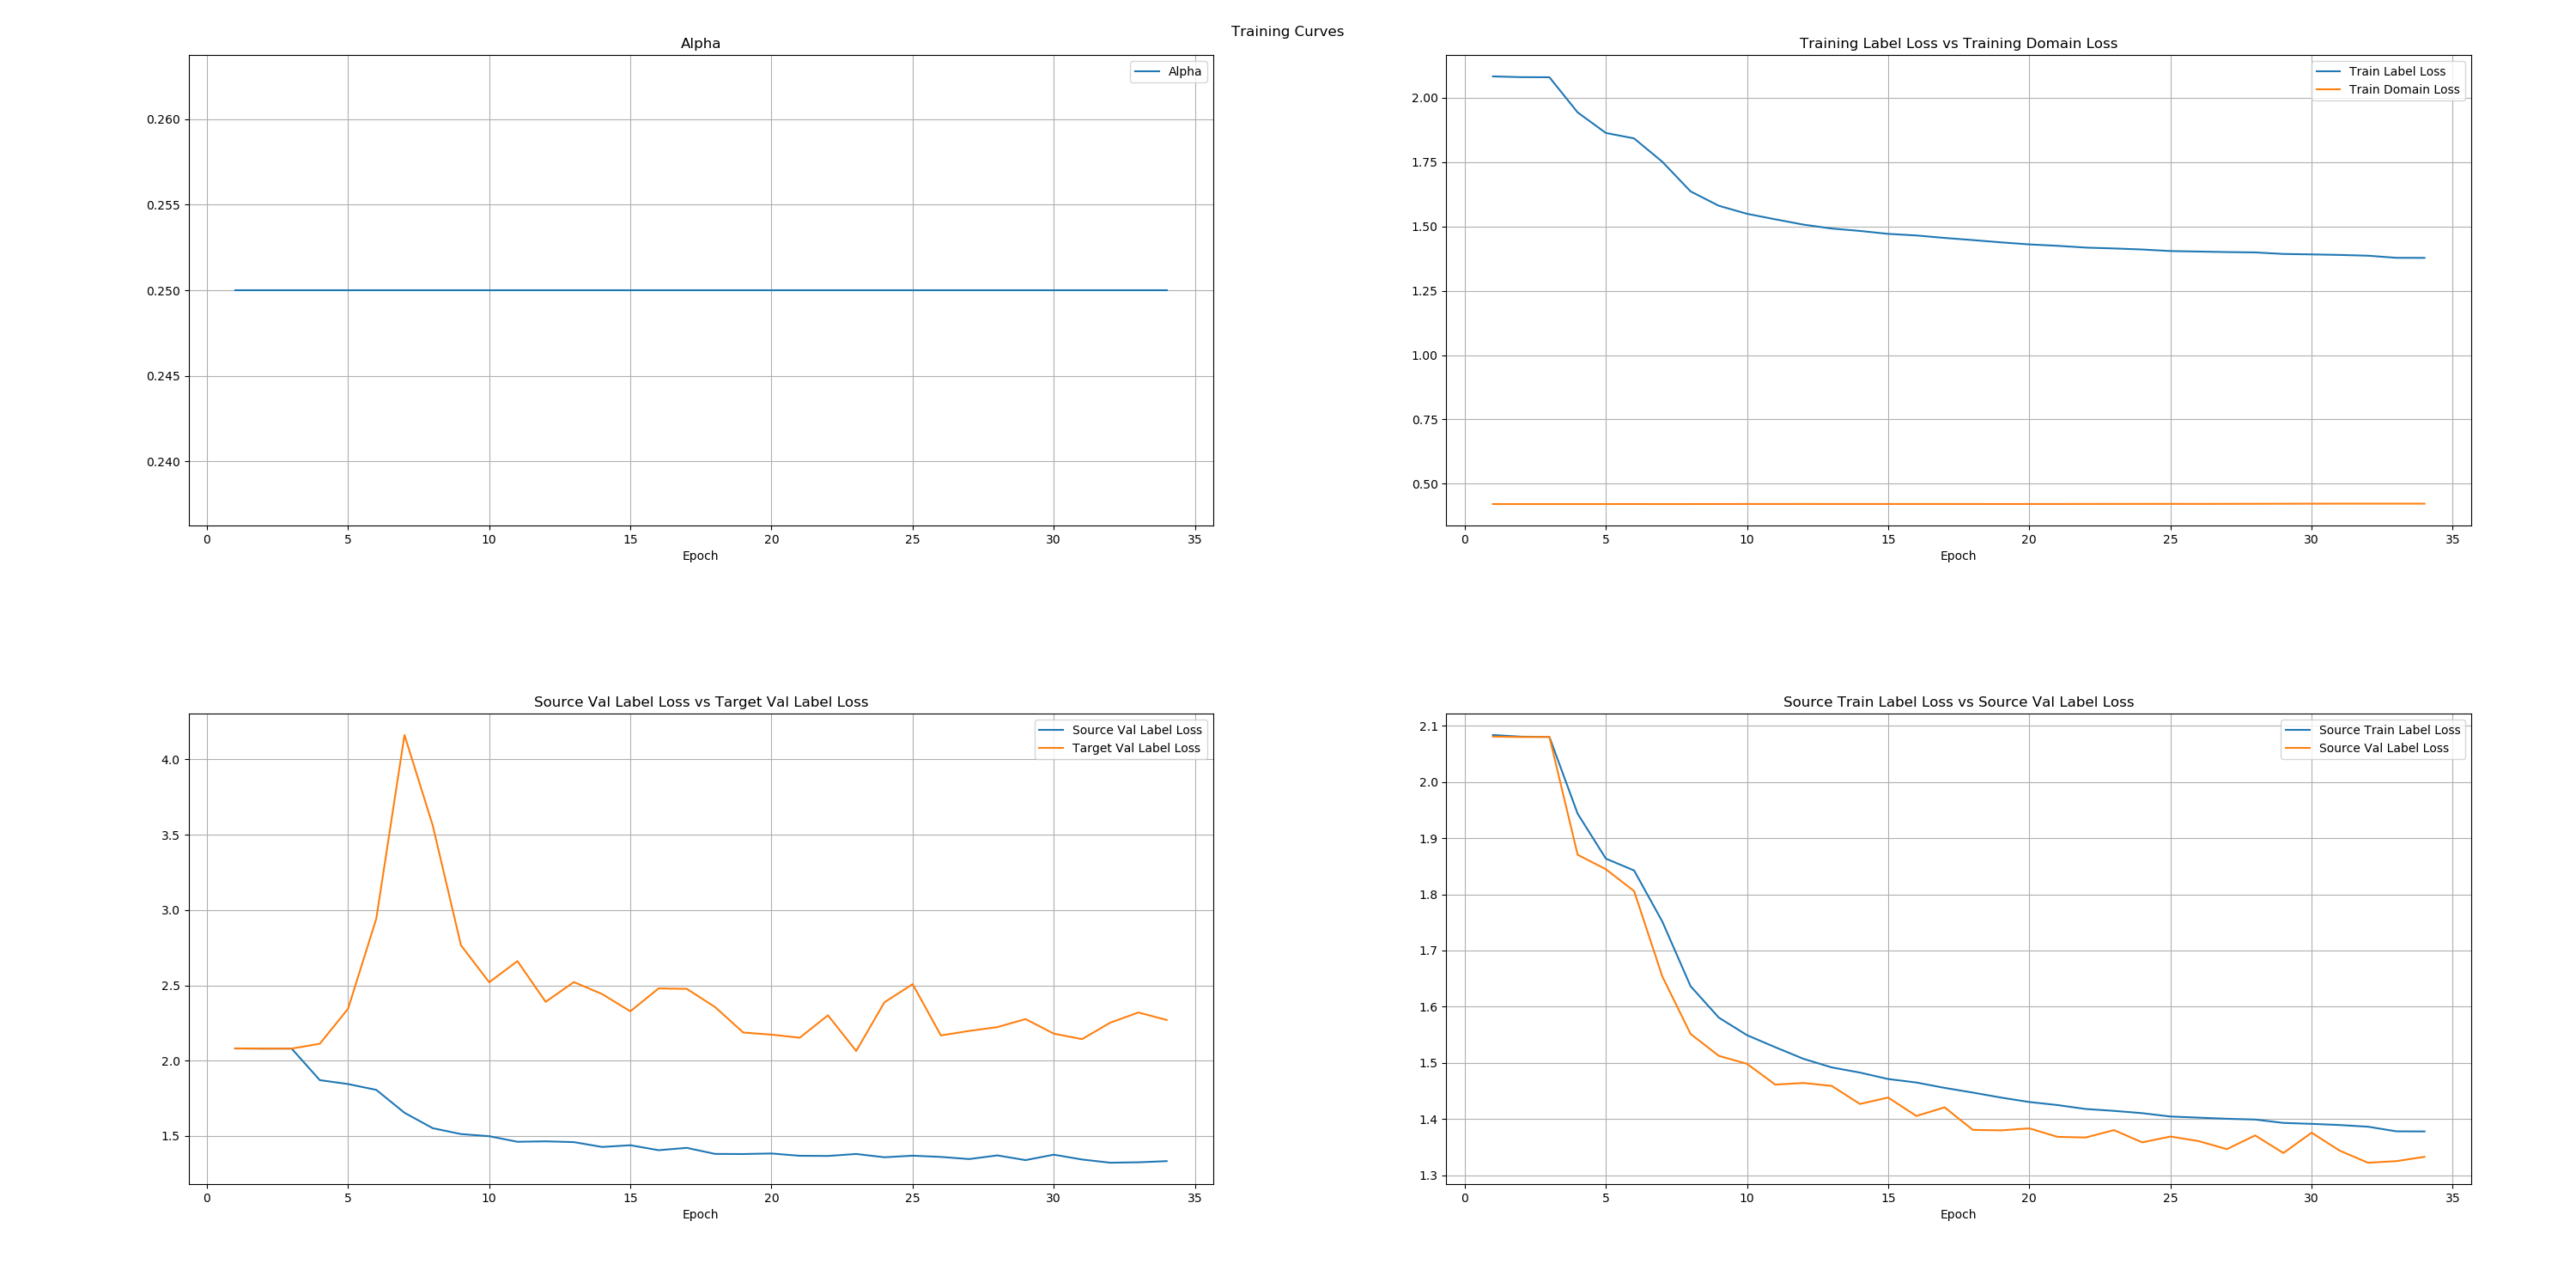 Training Curves
Alpha
Alpha
0.260
0.255
0.250
0.245
0.240
0 5 10 15 20 25 30 35
Epoch
Training Label Loss vs Training Domain Loss
Train Label Loss
Train Domain Loss
2.00
1.75
1.50
1.25
1.00
0.75
0.50
0 5 10 15 20 25 30 35
Epoch
Source Val Label Loss vs Target Val Label Loss
Source Val Label Loss
Target Val Label Loss
4.0
3.5
3.0
2.5
2.0
1.5
0 5 10 15 20 25 30 35
Epoch
Source Train Label Loss vs Source Val Label Loss
Source Train Label Loss
Source Val Label Loss
2.1
2.0
1.9
1.8
1.7
1.6
1.5
1.4
1.3
0 5 10 15 20 25 30 35
Epoch